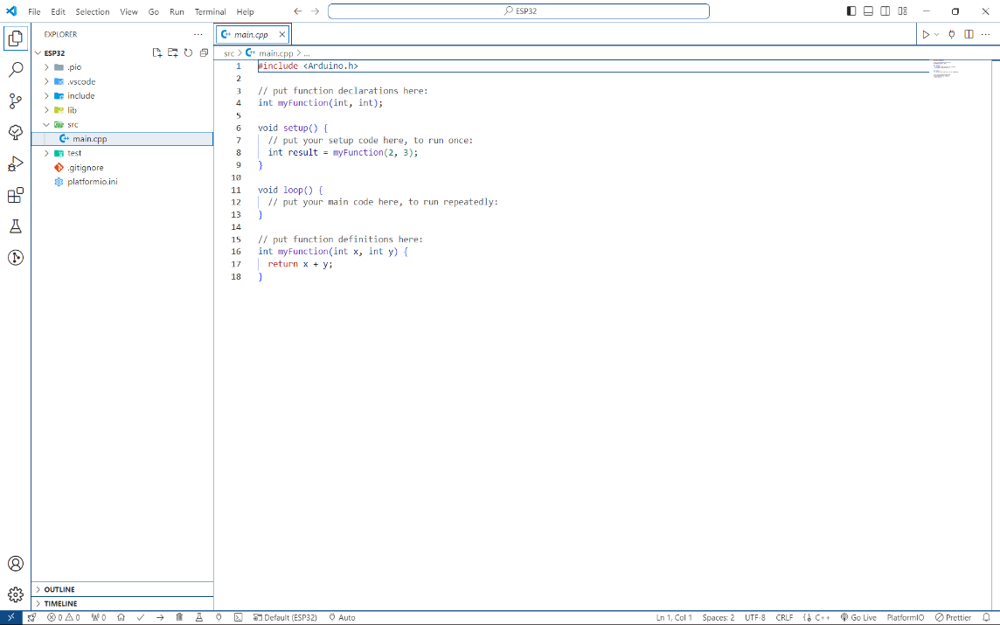 File Edit Selection View Go Run Terminal Help
ESP32
EXPLORER
ESP32
.pio
.vscode
include
lib
src
main.cpp
test
.gitignore
platformio.ini
OUTLINE
TIMELINE
main.cpp
src > main.cpp > ...
1 #include <Arduino.h>
2
3 // put function declarations here:
4 int myFunction(int, int);
5
6 void setup() {
7 // put your setup code here, to run once:
8 int result = myFunction(2, 3);
9 }
10
11 void loop() {
12 // put your main code here, to run repeatedly:
13 }
14
15 // put function definitions here:
16 int myFunction(int x, int y) {
17 return x + y;
18 }
0 0 0 Default (ESP32) Auto Ln 1, Col 1 Spaces: 2 UTF-8 CRLF C++ Go Live PlatformIO Prettier